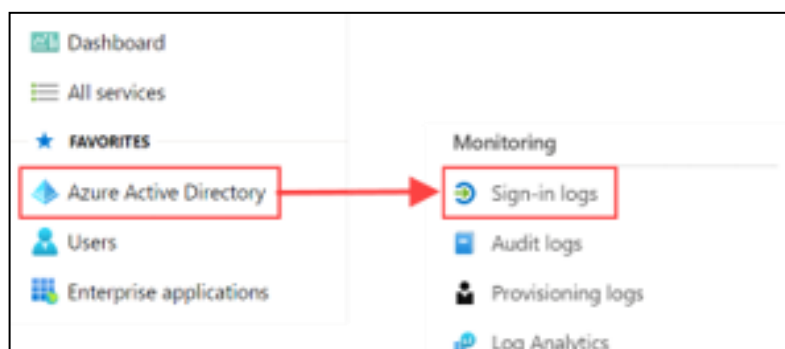 Dashboard
All services
FAVORITES
Azure Active Directory
Users
Enterprise applications
Monitoring
Sign-in logs
Audit logs
Provisioning logs
Log Analytics